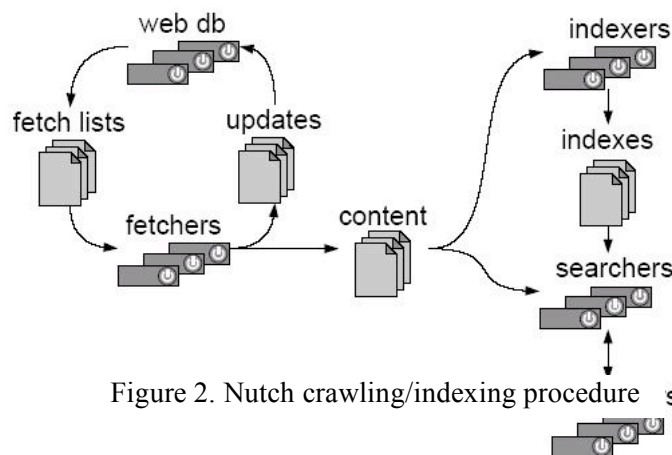 web db
indexers
fetch lists
updates
indexes
fetchers
content
searchers
Figure 2. Nutch crawling/indexing procedure
s